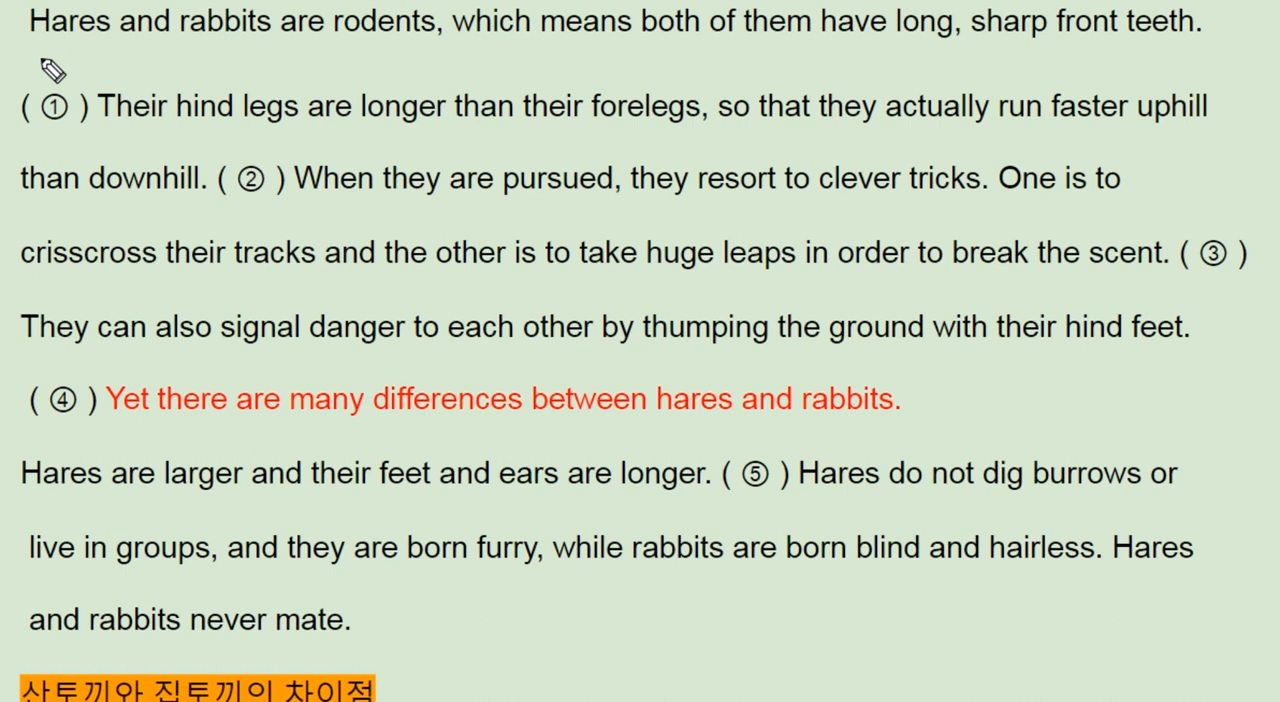 Hares and rabbits are rodents, which means both of them have long, sharp front teeth.
( ① ) Their hind legs are longer than their forelegs, so that they actually run faster uphill
than downhill. ( ② ) When they are pursued, they resort to clever tricks. One is to
crisscross their tracks and the other is to take huge leaps in order to break the scent. ( ③ )
They can also signal danger to each other by thumping the ground with their hind feet.
( ④ ) Yet there are many differences between hares and rabbits.
Hares are larger and their feet and ears are longer. ( ⑤ ) Hares do not dig burrows or
live in groups, and they are born furry, while rabbits are born blind and hairless. Hares
and rabbits never mate.
산토끼와 집토끼의 차이점